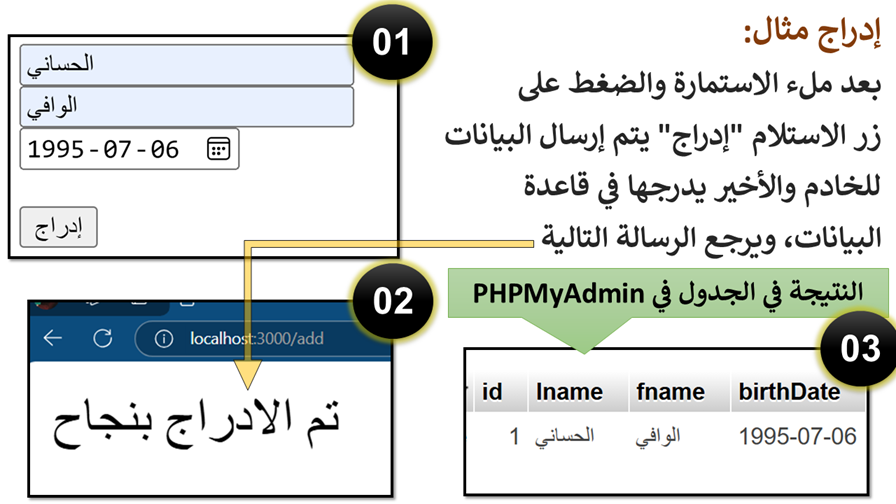 إدراج مثال:
بعد ملء الاستمارة والضغط على
زر الاستلام "إدراج" يتم إرسال البيانات
للخادم والأخير يدرجها في قاعدة
البيانات، ويرجع الرسالة التالية
01
الحساني
الوافي
1995-07-06
إدراج
02
localhost:3000/add
تم الادراج بنجاح
النتيجة في الجدول في PHPMyAdmin
03
id lname fname birthDate
1 الحساني الوافي 1995-07-06